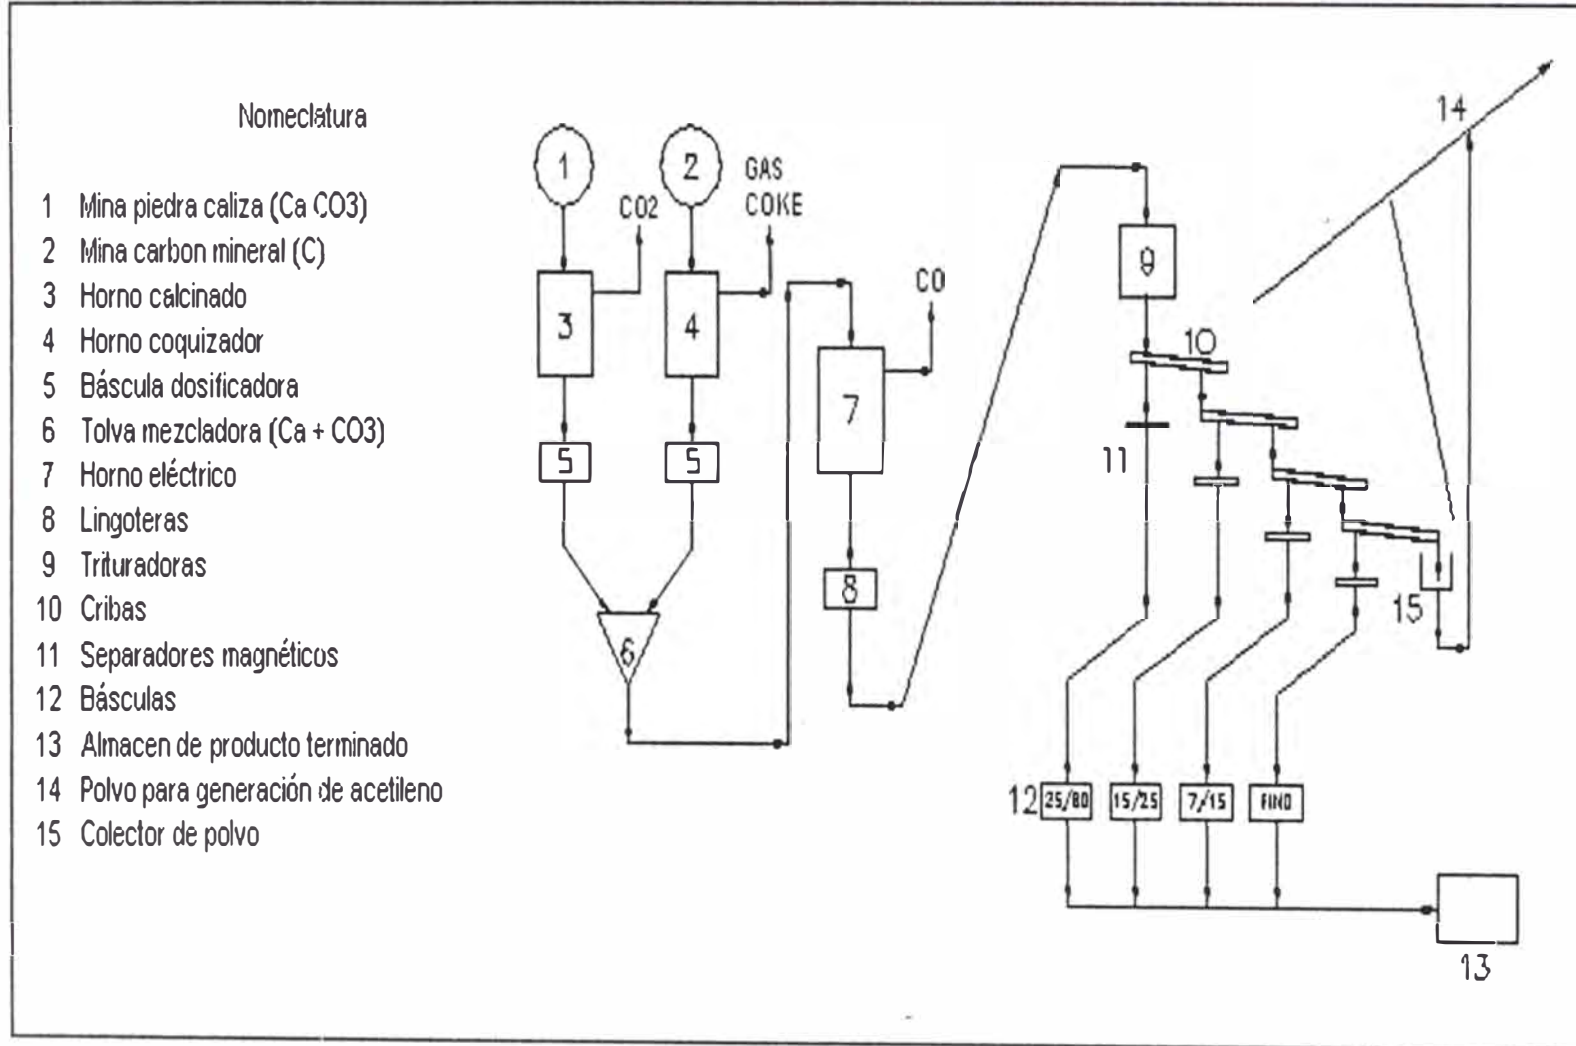 Nomeclatura
1 Mina piedra caliza (Ca CO3)
2 Mina carbon mineral (C)
3 Horno calcinado
4 Horno coquizador
5 Báscula dosificadora
6 Tolva mezcladora (Ca + CO3)
7 Horno eléctrico
8 Lingoteras
9 Trituradoras
10 Cribas
11 Separadores magnéticos
12 Básculas
13 Almacen de producto terminado
14 Polvo para generación de acetileno
15 Colector de polvo
1
2
GAS
COKE
CO2
3
4
5
5
6
CO
7
8
9
10
11
14
15
12
25/80
15/25
7/15
FINO
13